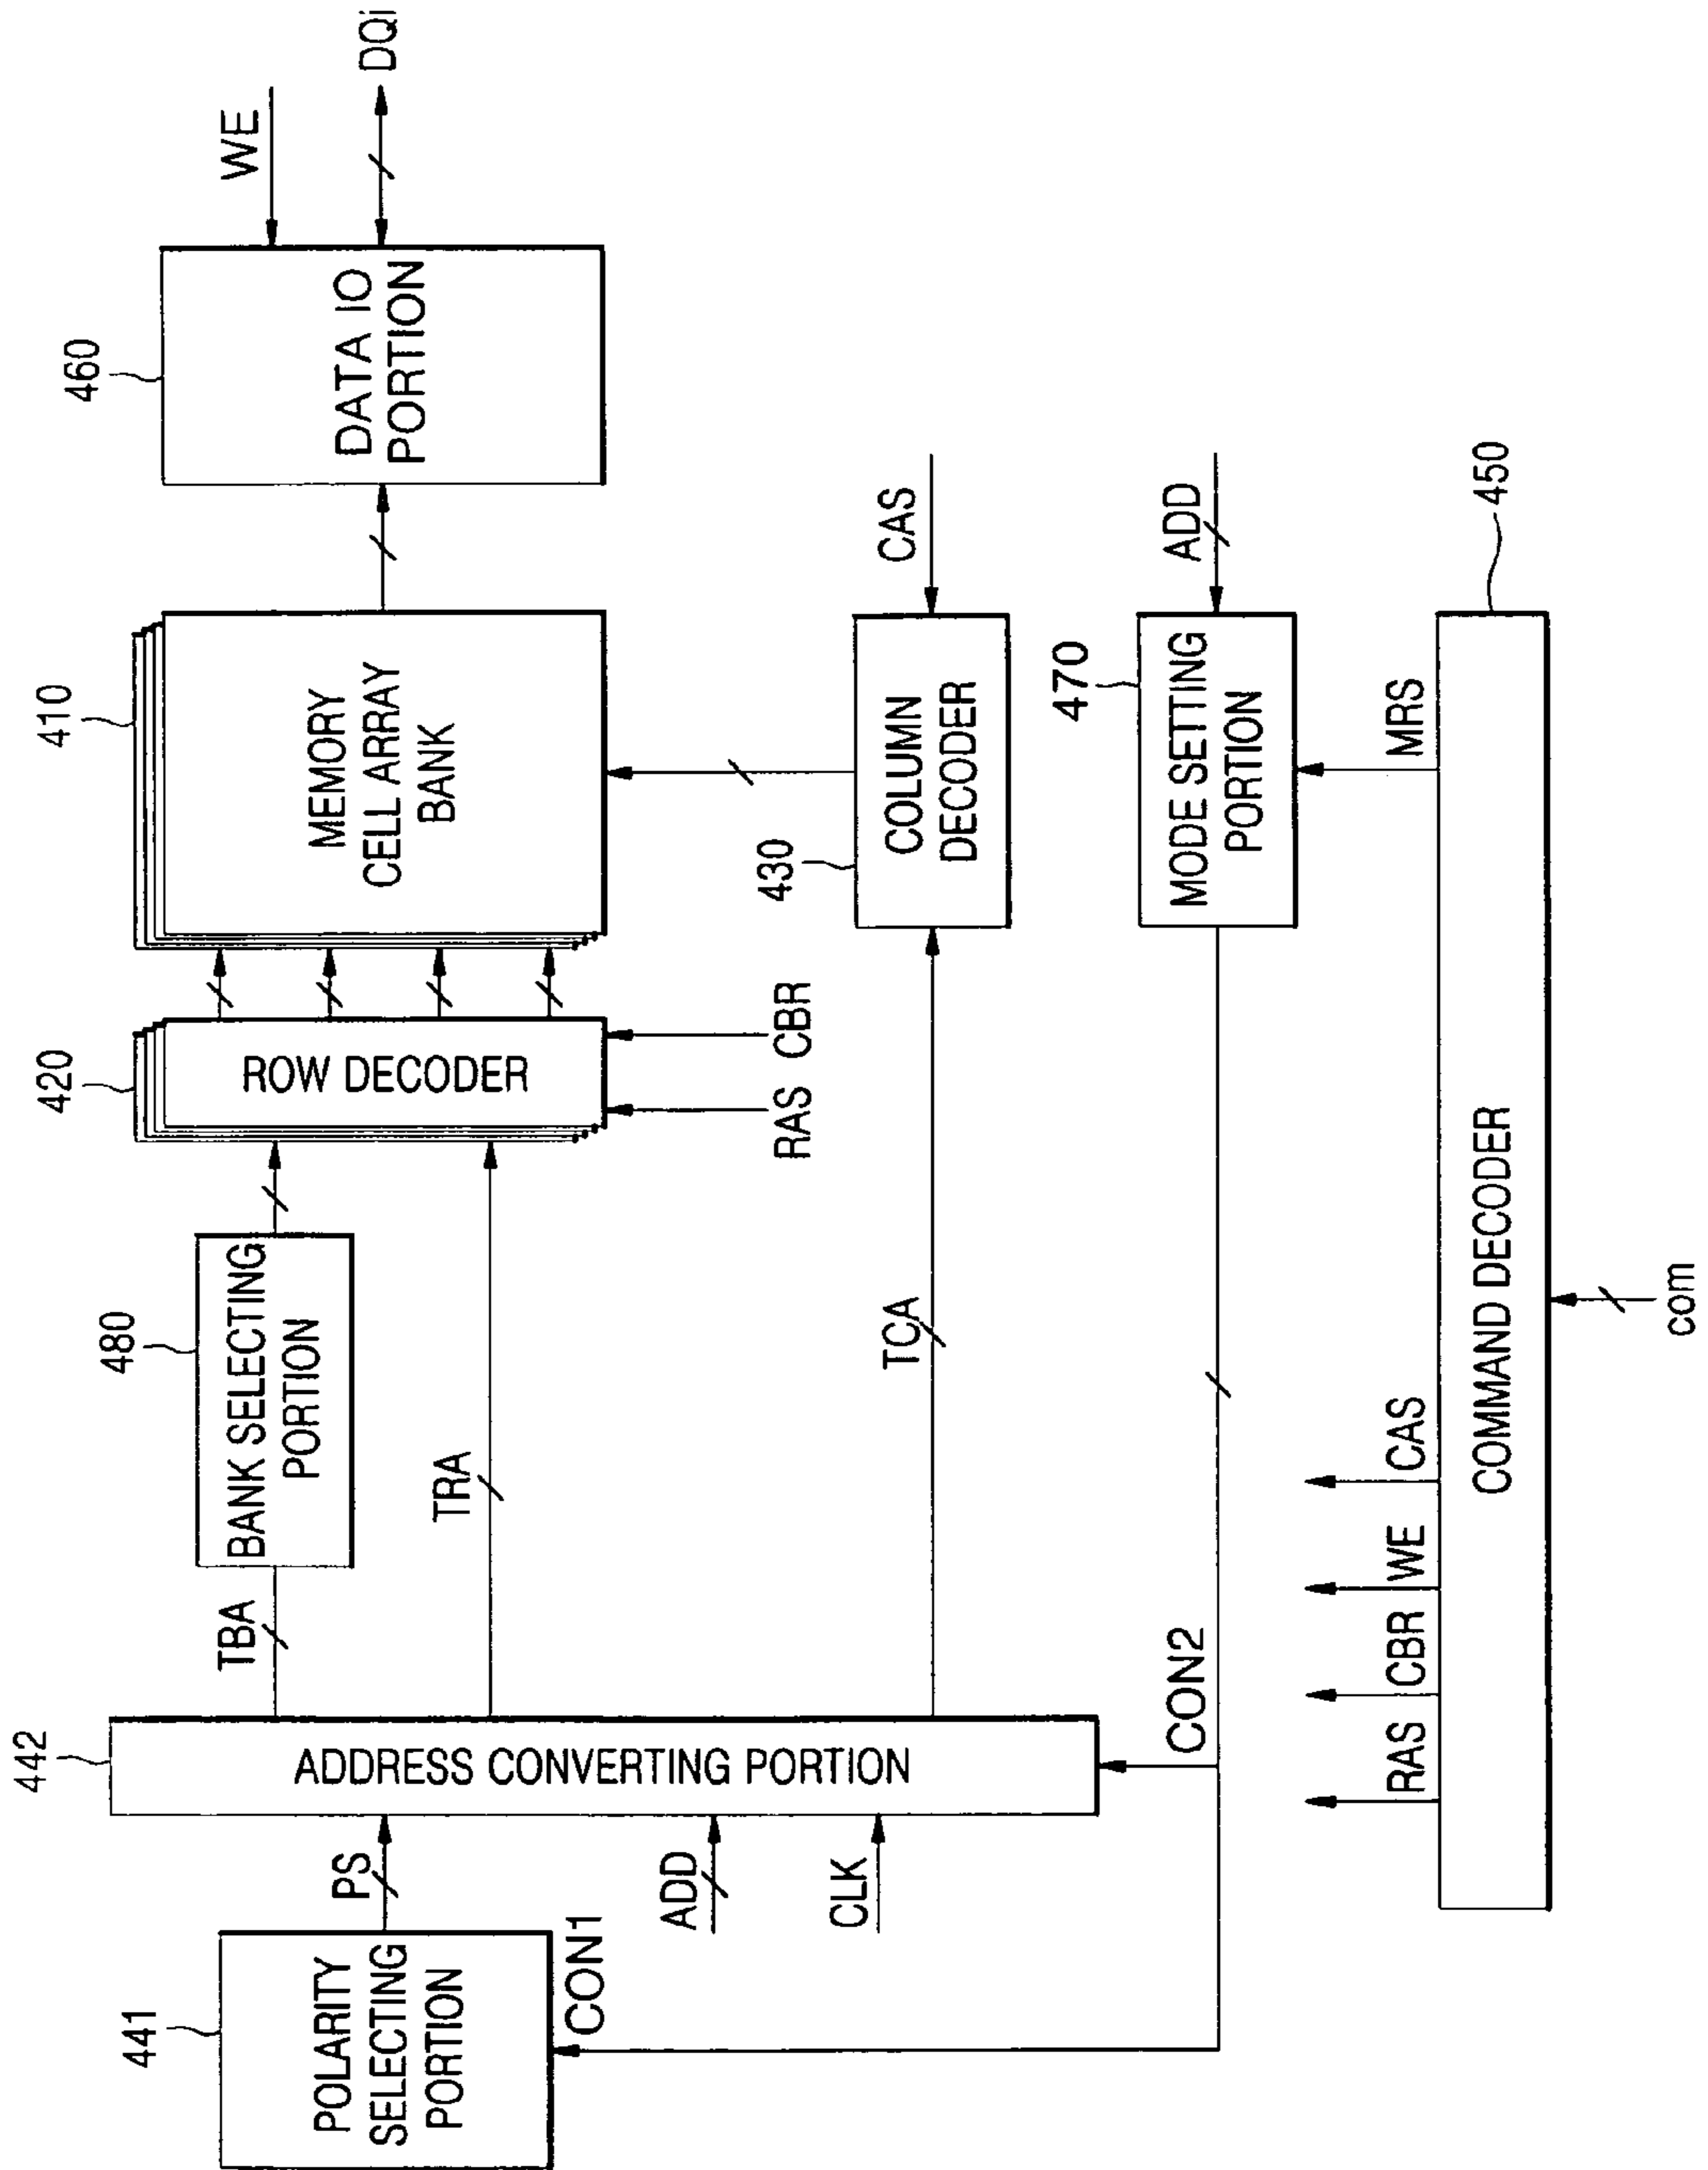 441
POLARITY
SELECTING
PORTION
CON1
PS
ADD
CLK
442
ADDRESS CONVERTING PORTION
CON2
TBA
TRA
TCA
480
BANK SELECTING
PORTION
420
ROW DECODER
RAS
CBR
410
MEMORY
CELL ARRAY
BANK
460
DATA IO
PORTION
WE
DQi
430
COLUMN
DECODER
CAS
470
MODE SETTING
PORTION
ADD
MRS
RAS
CBR
WE
CAS
450
COMMAND DECODER
com